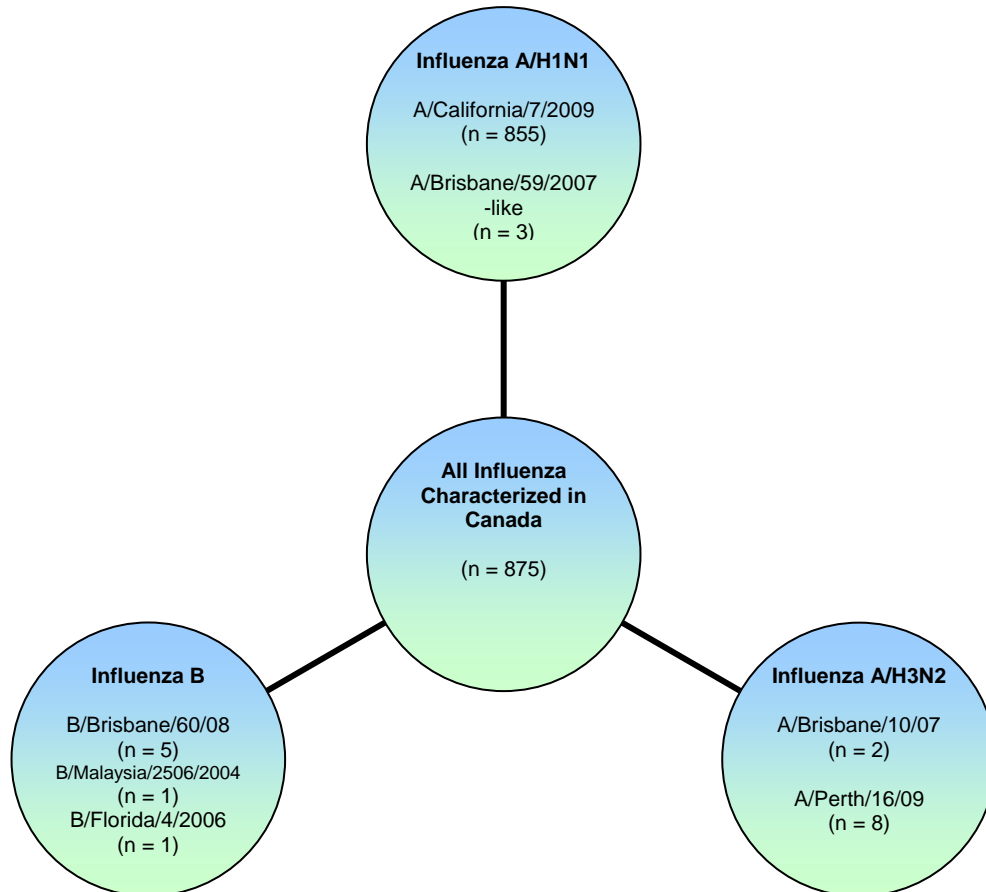 Influenza A/H1N1
A/California/7/2009
(n = 855)
A/Brisbane/59/2007
-like
(n = 3)
All Influenza
Characterized in
Canada
(n = 875)
Influenza B
B/Brisbane/60/08
(n = 5)
B/Malaysia/2506/2004
(n = 1)
B/Florida/4/2006
(n = 1)
Influenza A/H3N2
A/Brisbane/10/07
(n = 2)
A/Perth/16/09
(n = 8)